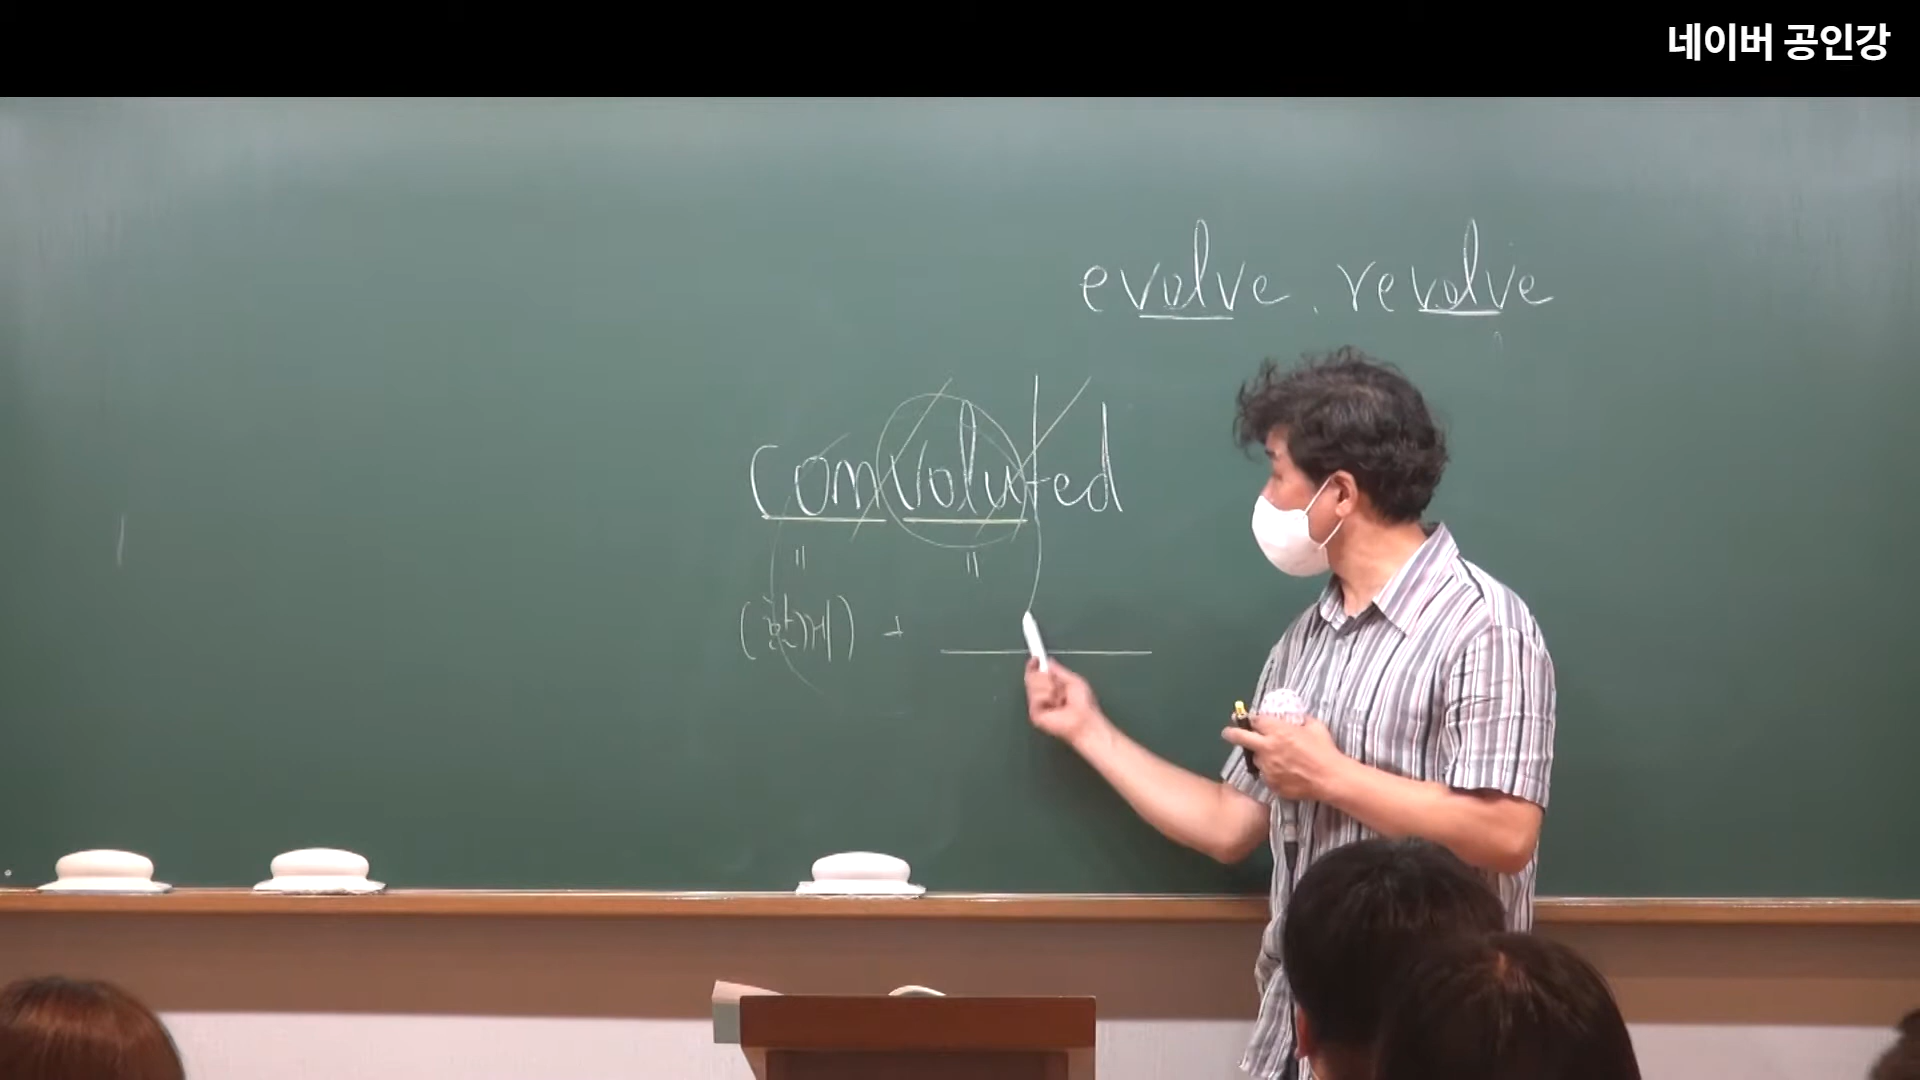 네이버 공인강
evolve. revolve
convoluted
= =
(함께) +